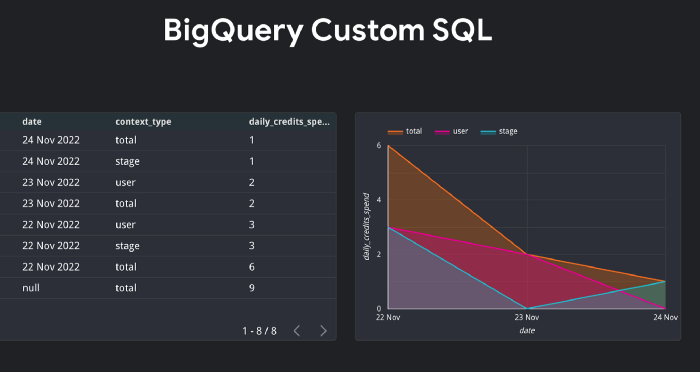 BigQuery Custom SQL
date context_type daily_credits_spe...
24 Nov 2022 total 1
24 Nov 2022 stage 1
23 Nov 2022 user 2
23 Nov 2022 total 2
22 Nov 2022 user 3
22 Nov 2022 stage 3
22 Nov 2022 total 6
null total 9
1 - 8 / 8
total user stage
6
4
2
0
daily_credits_spend
22 Nov 23 Nov 24 Nov
date